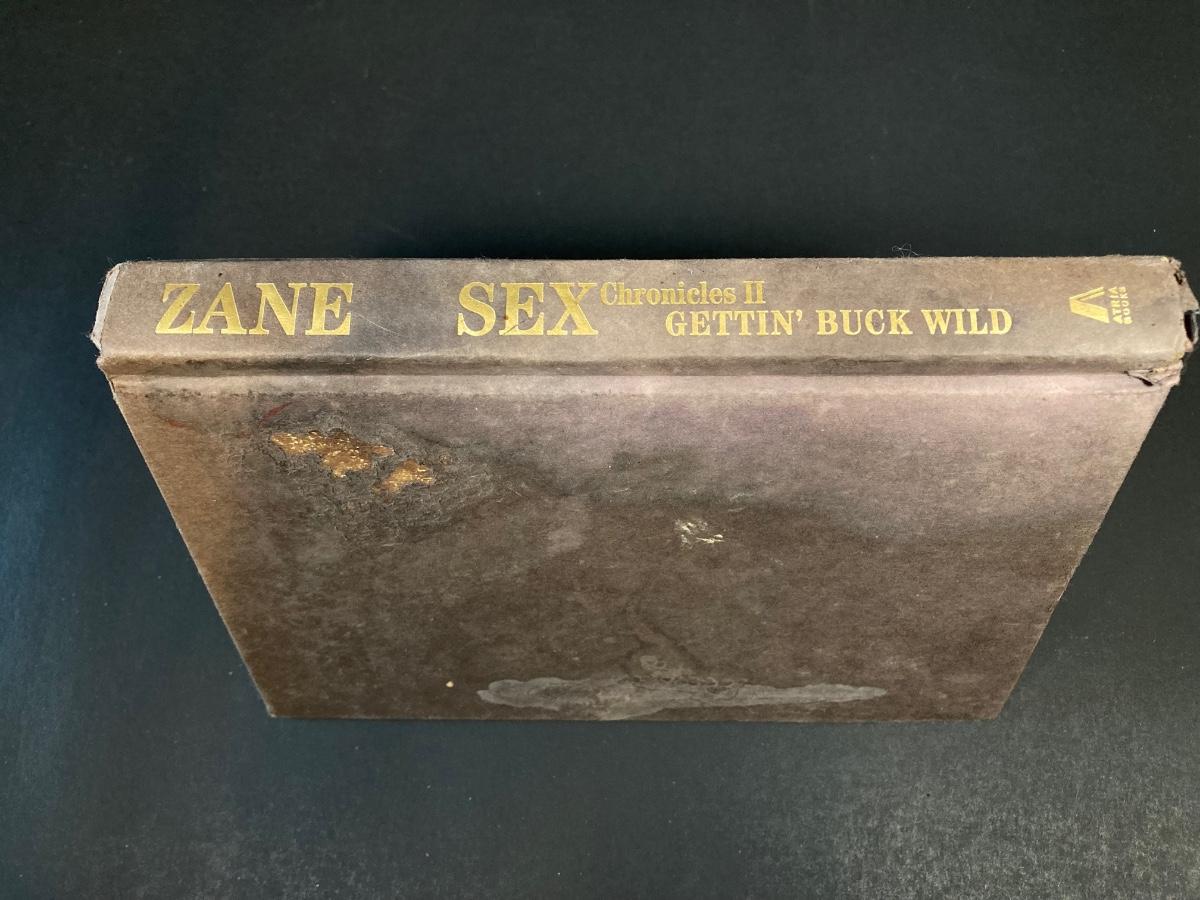 ZANE
SEX Chronicles II
GETTIN' BUCK WILD
ATRIA
BOOKS